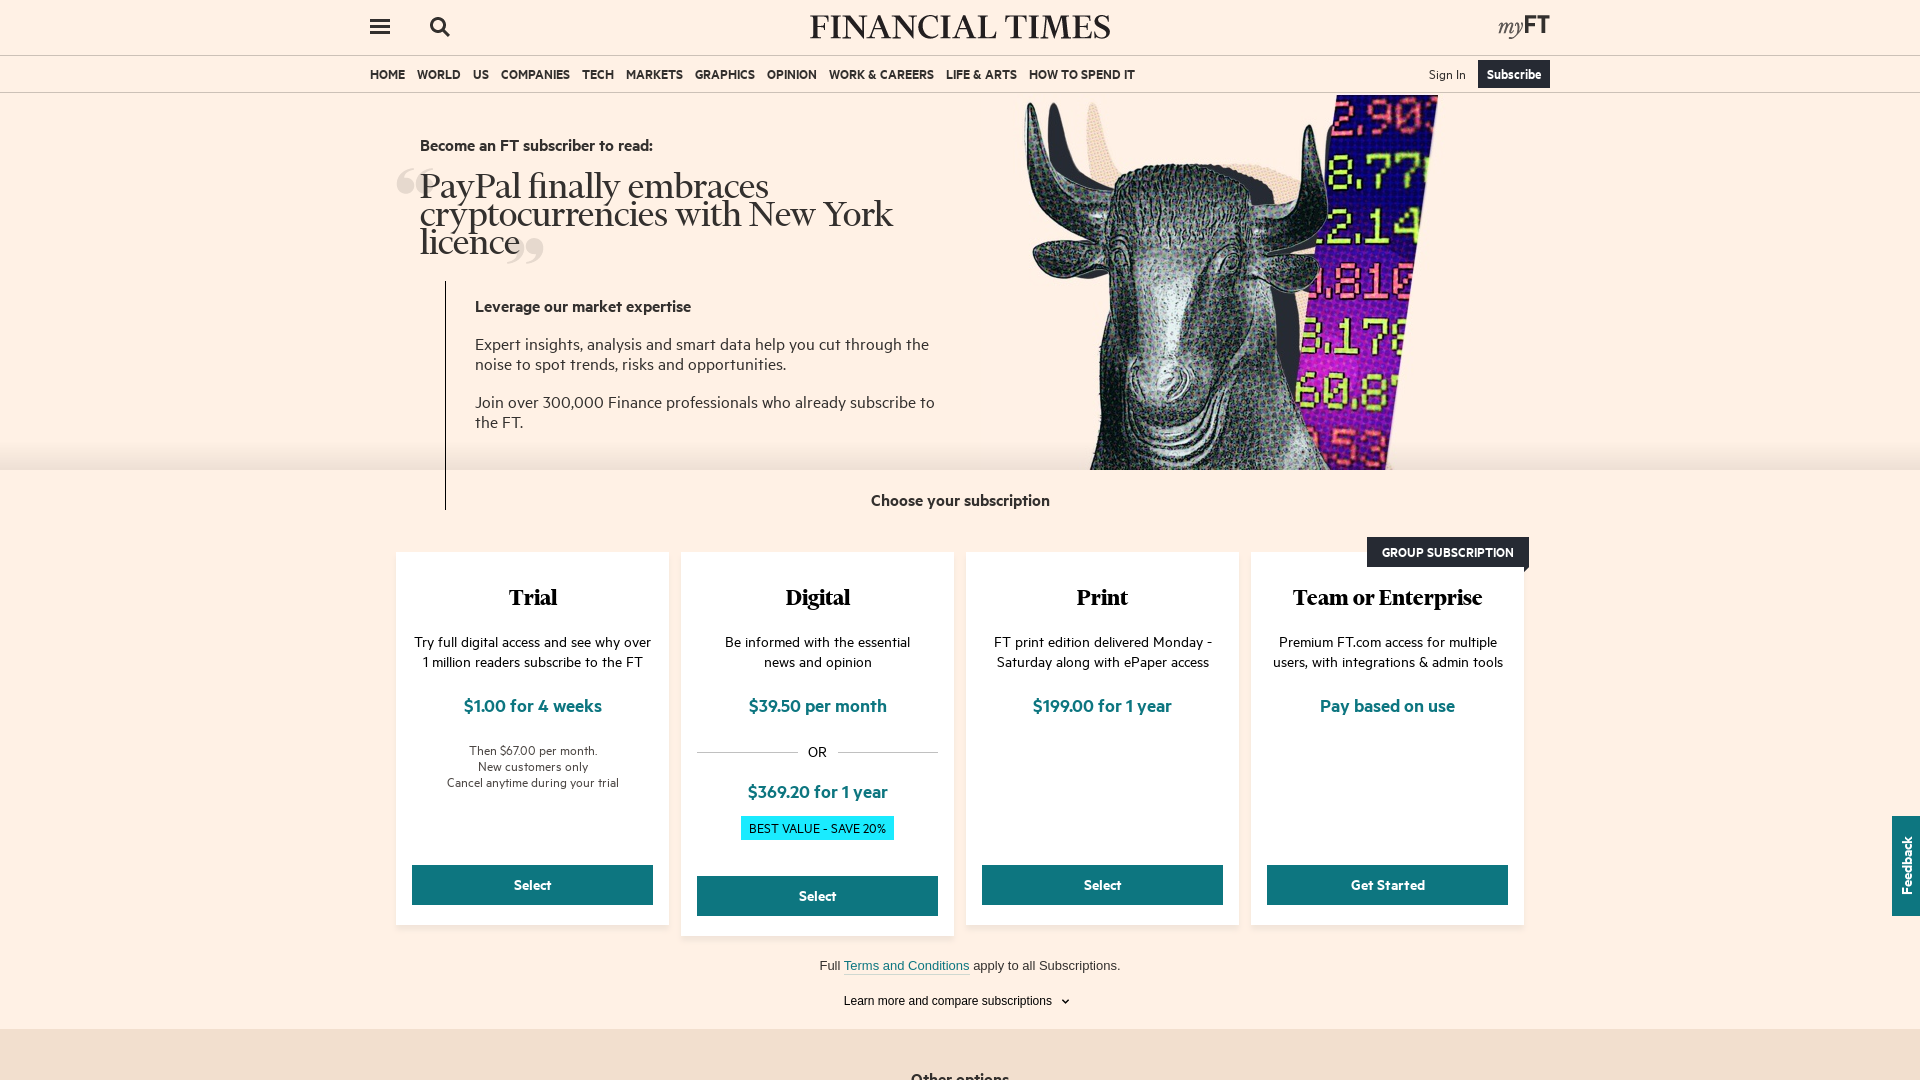 FINANCIAL TIMES
myFT
HOME WORLD US COMPANIES TECH MARKETS GRAPHICS OPINION WORK & CAREERS LIFE & ARTS HOW TO SPEND IT
Sign In Subscribe
Become an FT subscriber to read:
“PayPal finally embraces
cryptocurrencies with New York
licence”
Leverage our market expertise
Expert insights, analysis and smart data help you cut through the
noise to spot trends, risks and opportunities.
Join over 300,000 Finance professionals who already subscribe to
the FT.
Choose your subscription
Trial
Try full digital access and see why over
1 million readers subscribe to the FT
$1.00 for 4 weeks
Then $67.00 per month.
New customers only
Cancel anytime during your trial
Select
Digital
Be informed with the essential
news and opinion
$39.50 per month
OR
$369.20 for 1 year
BEST VALUE - SAVE 20%
Select
Print
FT print edition delivered Monday -
Saturday along with ePaper access
$199.00 for 1 year
Select
GROUP SUBSCRIPTION
Team or Enterprise
Premium FT.com access for multiple
users, with integrations & admin tools
Pay based on use
Get Started
Feedback
Full Terms and Conditions apply to all Subscriptions.
Learn more and compare subscriptions
Other options